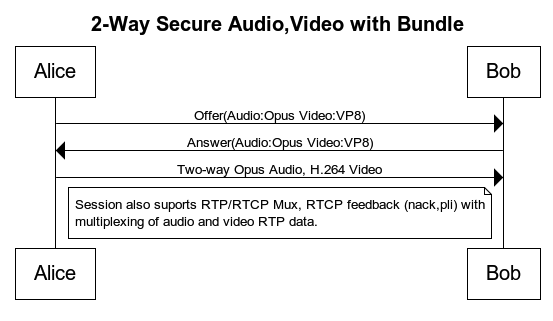 2-Way Secure Audio,Video with Bundle
Alice
Bob
Offer(Audio:Opus Video:VP8)
Answer(Audio:Opus Video:VP8)
Two-way Opus Audio, H.264 Video
Session also suports RTP/RTCP Mux, RTCP feedback (nack,pli) with
multiplexing of audio and video RTP data.
Alice
Bob